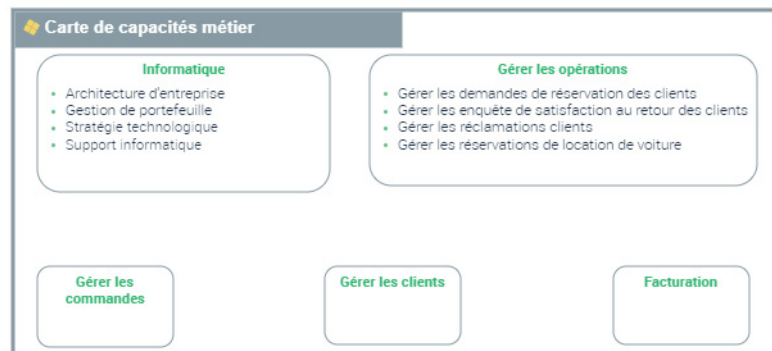 Carte de capacités métier
Informatique
• Architecture d'entreprise
• Gestion de portefeuille
• Stratégie technologique
• Support informatique
Gérer les opérations
• Gérer les demandes de réservation des clients
• Gérer les enquête de satisfaction au retour des clients
• Gérer les réclamations clients
• Gérer les réservations de location de voiture
Gérer les
commandes
Gérer les clients
Facturation